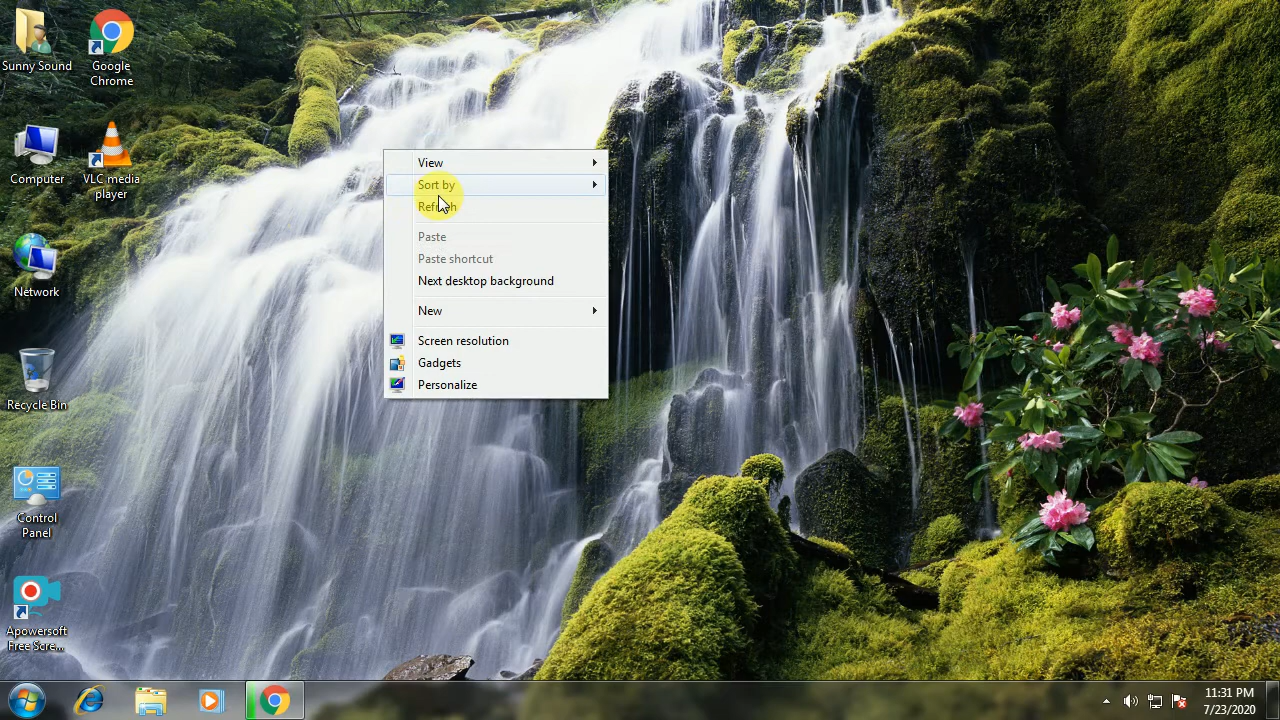 Sunny Sound
Google
Chrome
Computer
VLC media
player
Network
Recycle Bin
Control
Panel
Apowersoft
Free Scre...
View
Sort by
Refresh
Paste
Paste shortcut
Next desktop background
New
Screen resolution
Gadgets
Personalize
11:31 PM
7/23/2020